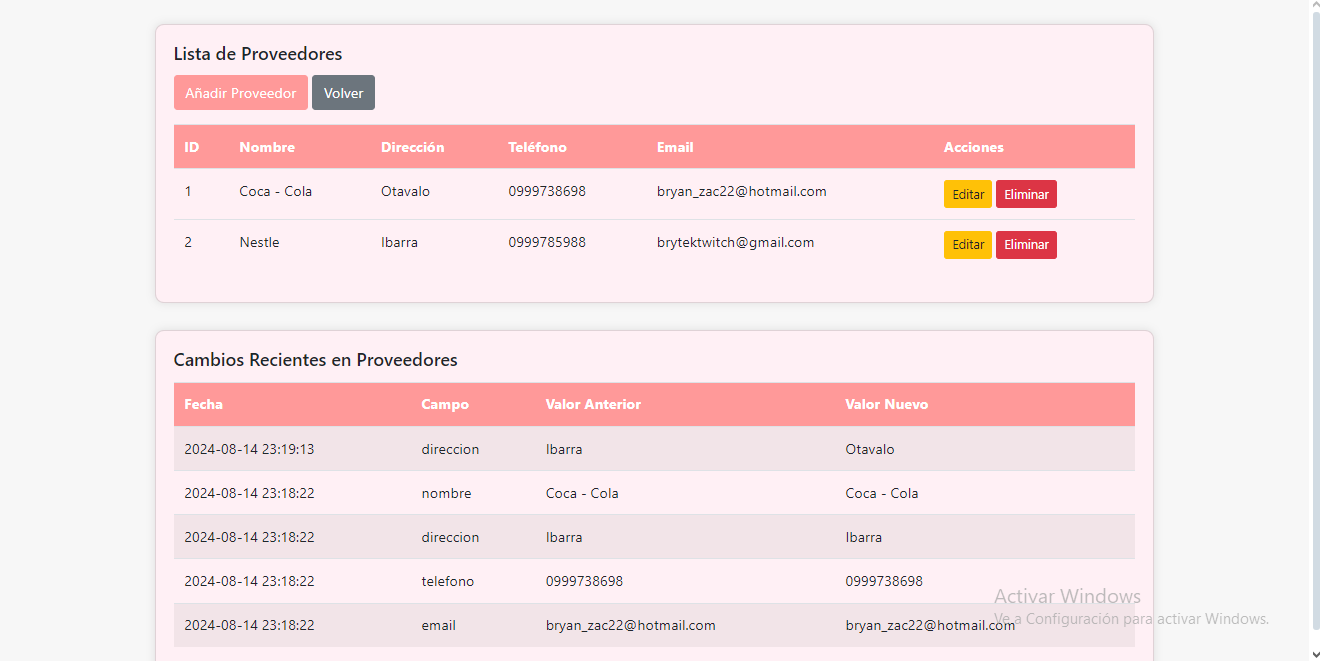 Lista de Proveedores
Añadir Proveedor Volver
ID Nombre Dirección Teléfono Email Acciones
1 Coca - Cola Otavalo 0999738698 bryan_zac22@hotmail.com Editar Eliminar
2 Nestle Ibarra 0999785988 brytektwitch@gmail.com Editar Eliminar
Cambios Recientes en Proveedores
Fecha Campo Valor Anterior Valor Nuevo
2024-08-14 23:19:13 direccion Ibarra Otavalo
2024-08-14 23:18:22 nombre Coca - Cola Coca - Cola
2024-08-14 23:18:22 direccion Ibarra Ibarra
2024-08-14 23:18:22 telefono 0999738698 0999738698
Activar Windows
Ve a Configuración para activar Windows.
2024-08-14 23:18:22 email bryan_zac22@hotmail.com bryan_zac22@hotmail.com